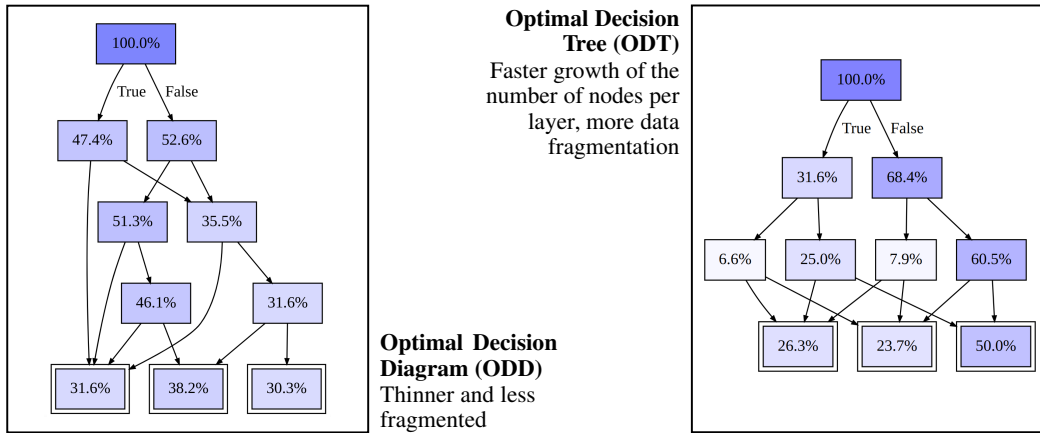 100.0%
True
False
47.4%
52.6%
51.3%
35.5%
46.1%
31.6%
31.6%
38.2%
30.3%
Optimal Decision
Diagram (ODD)
Thinner and less
fragmented
Optimal Decision
Tree (ODT)
Faster growth of the
number of nodes per
layer, more data
fragmentation
100.0%
True
False
31.6%
68.4%
6.6%
25.0%
7.9%
60.5%
26.3%
23.7%
50.0%